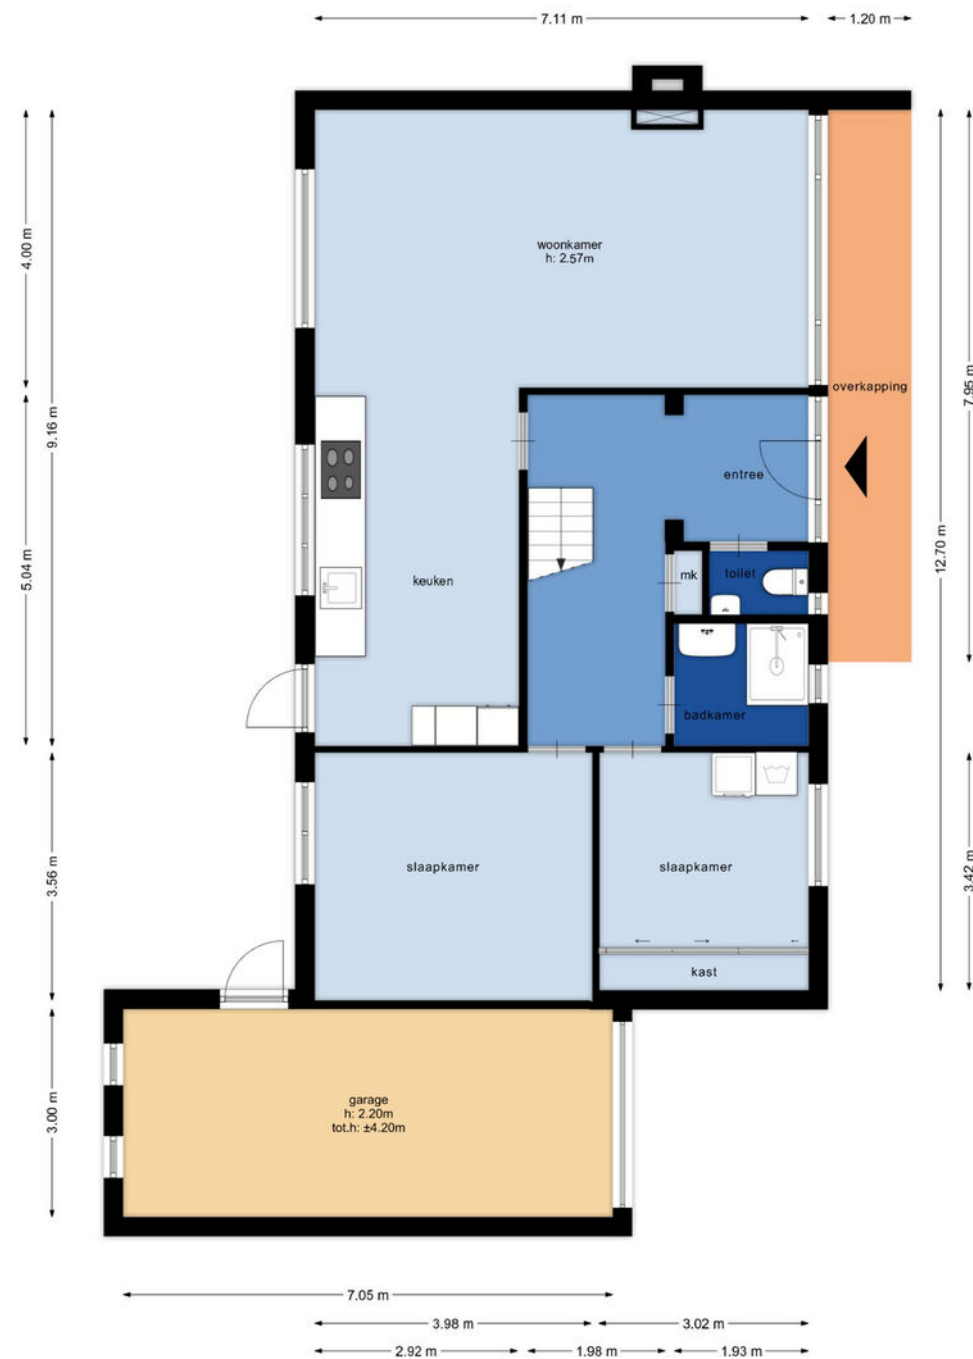 7.11 m
1.20 m
woonkamer
h: 2.57m
4.00 m
9.16 m
5.04 m
3.56 m
3.00 m
overkapping
7.95 m
12.70 m
3.42 m
entree
keuken
mk
toilet
badkamer
slaapkamer
slaapkamer
kast
garage
h: 2.20m
tot.h: ±4.20m
7.05 m
3.98 m
3.02 m
2.92 m
1.98 m
1.93 m